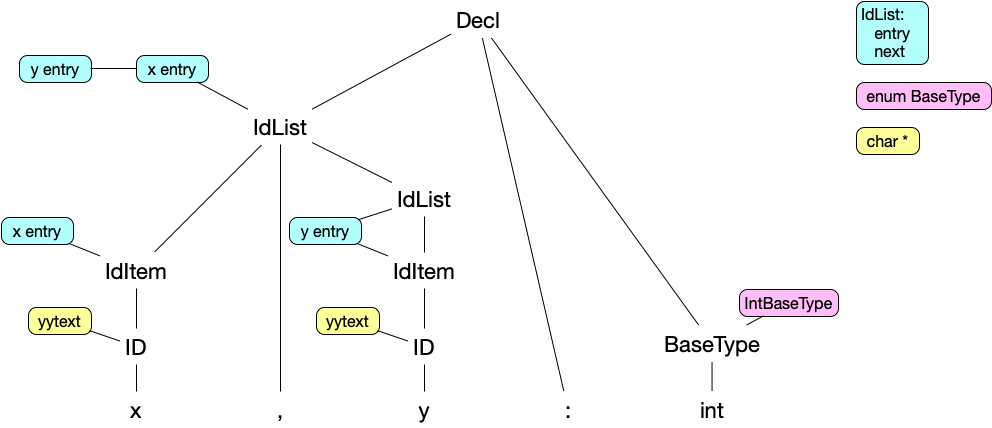 Decl
IdList:
entry
next
y entry
x entry
enum BaseType
IdList
char *
IdList
x entry
y entry
IdItem
IdItem
IntBaseType
yytext
yytext
ID
ID
BaseType
x , y : int